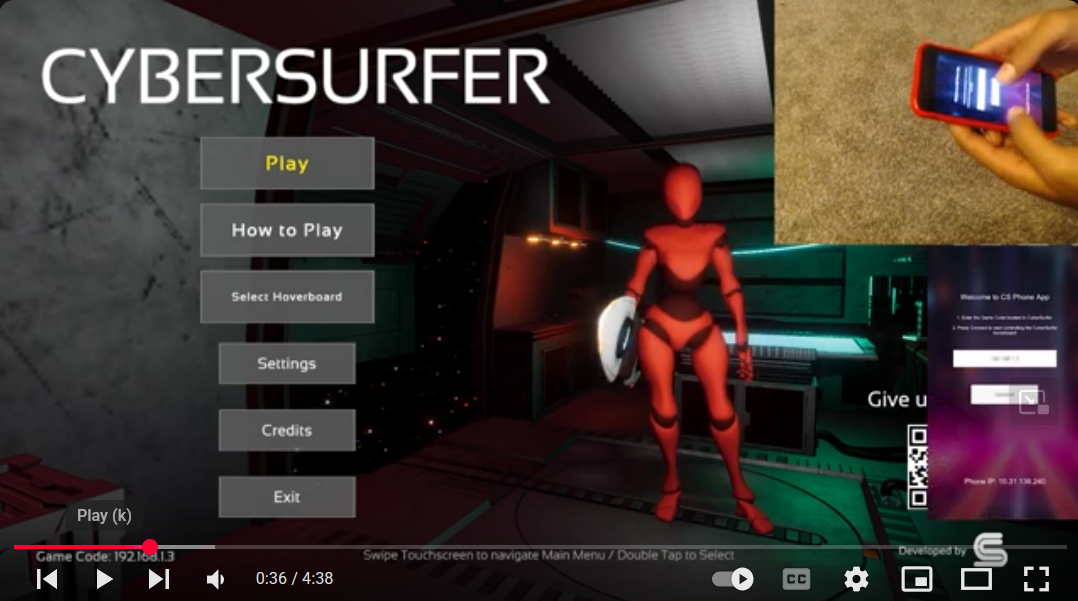 CYBERSURFER
Play
How to Play
Select Hoverboard
Settings
Credits
Exit
Welcome to CS Phone App
1. Enter the Game Code located in CyberSurfer
2. Press Connect to start controlling the CyberSurfer
hoverboard
Give u
Phone IP: 10.31.136.240
Play (k)
Game Code: 192.168.1.3
Swipe Touchscreen to navigate Main Menu / Double Tap to Select
Developed by
0:36 / 4:38
CC